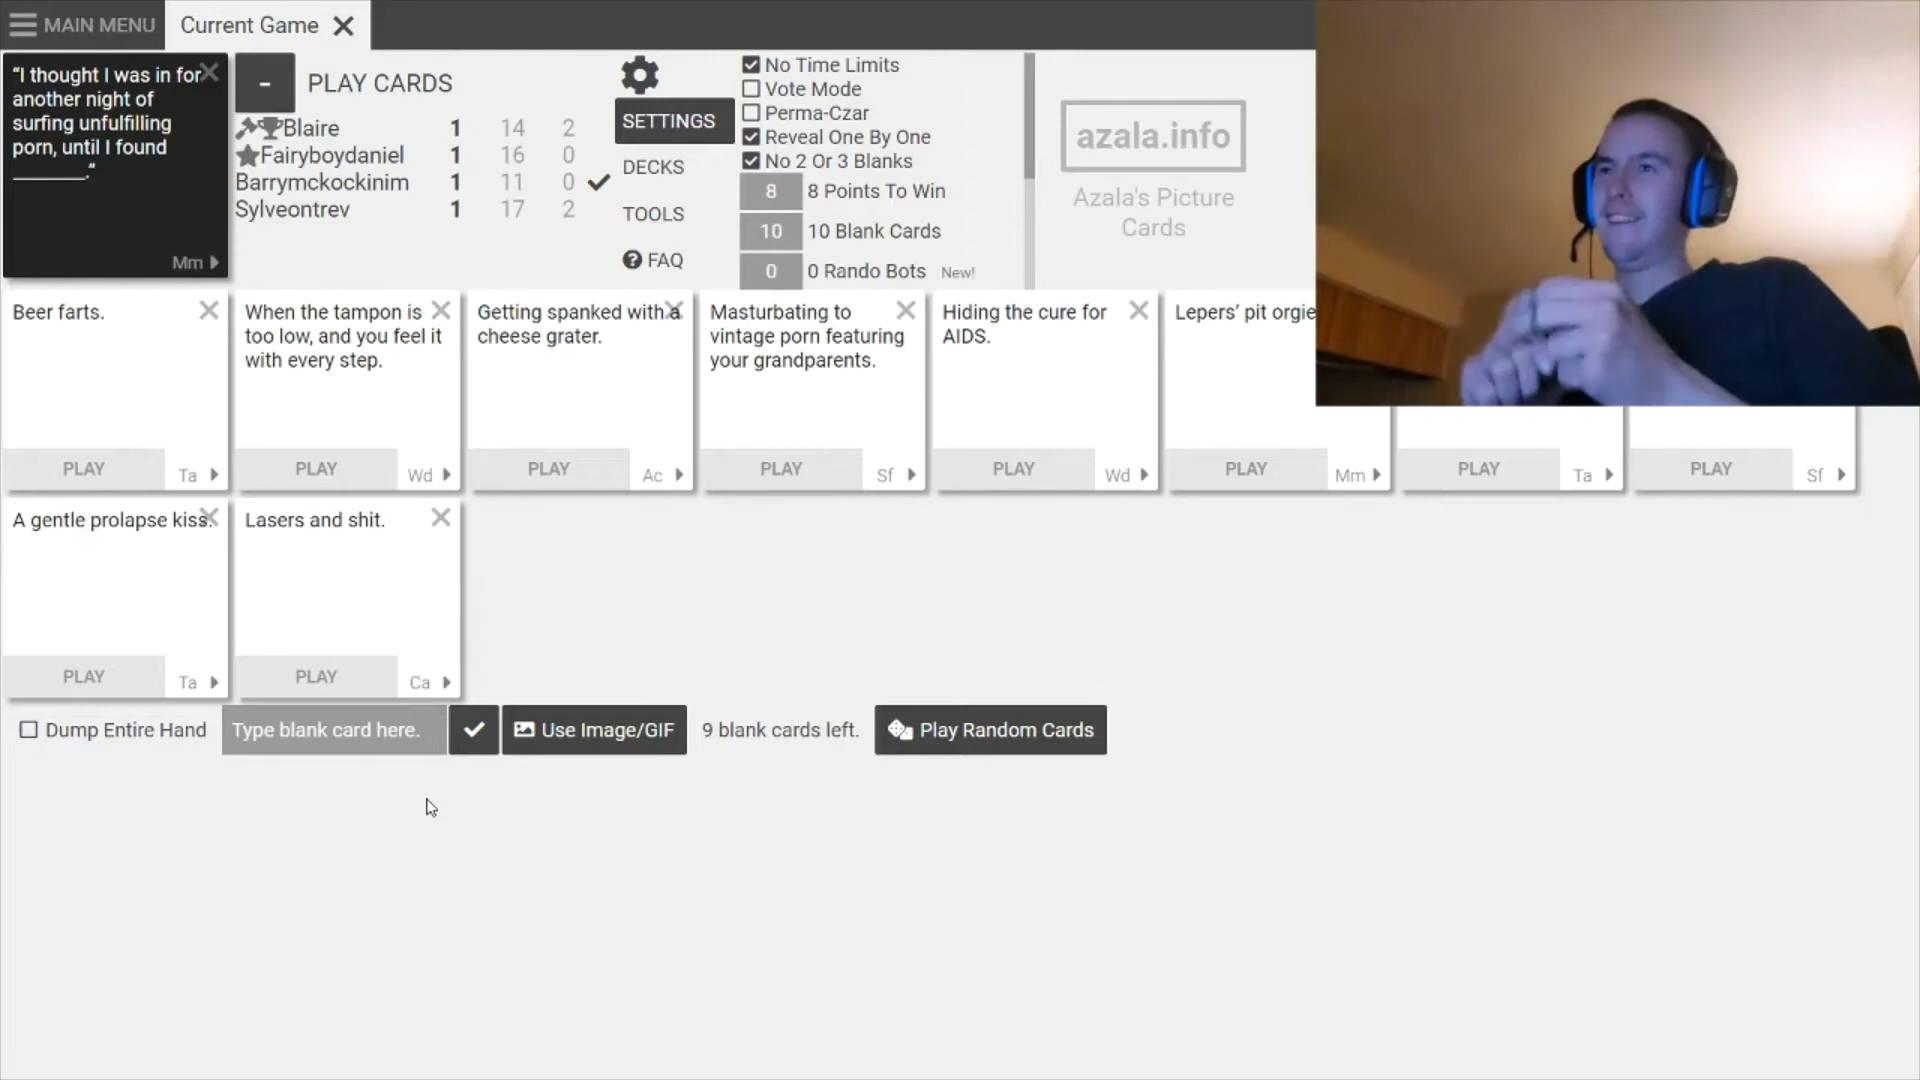 MAIN MENU
Current Game
“I thought I was in for
another night of
surfing unfulfilling
porn, until I found
_______.”
Mm
-
PLAY CARDS
Blaire 1 14 2
Fairyboydaniel 1 16 0
Barrymckockinim 1 11 0
Sylveontrev 1 17 2
SETTINGS
DECKS
TOOLS
FAQ
No Time Limits
Vote Mode
Perma-Czar
Reveal One By One
No 2 Or 3 Blanks
8 8 Points To Win
10 10 Blank Cards
0 0 Rando Bots New!
azala.info
Azala's Picture
Cards
Beer farts.
PLAY Ta
When the tampon is
too low, and you feel it
with every step.
PLAY Wd
Getting spanked with a
cheese grater.
PLAY Ac
Masturbating to
vintage porn featuring
your grandparents.
PLAY Sf
Hiding the cure for
AIDS.
PLAY Wd
Lepers’ pit orgie
PLAY Mm
PLAY Ta
PLAY Sf
A gentle prolapse kiss.
PLAY Ta
Lasers and shit.
PLAY Ca
Dump Entire Hand
Type blank card here.
Use Image/GIF
9 blank cards left.
Play Random Cards